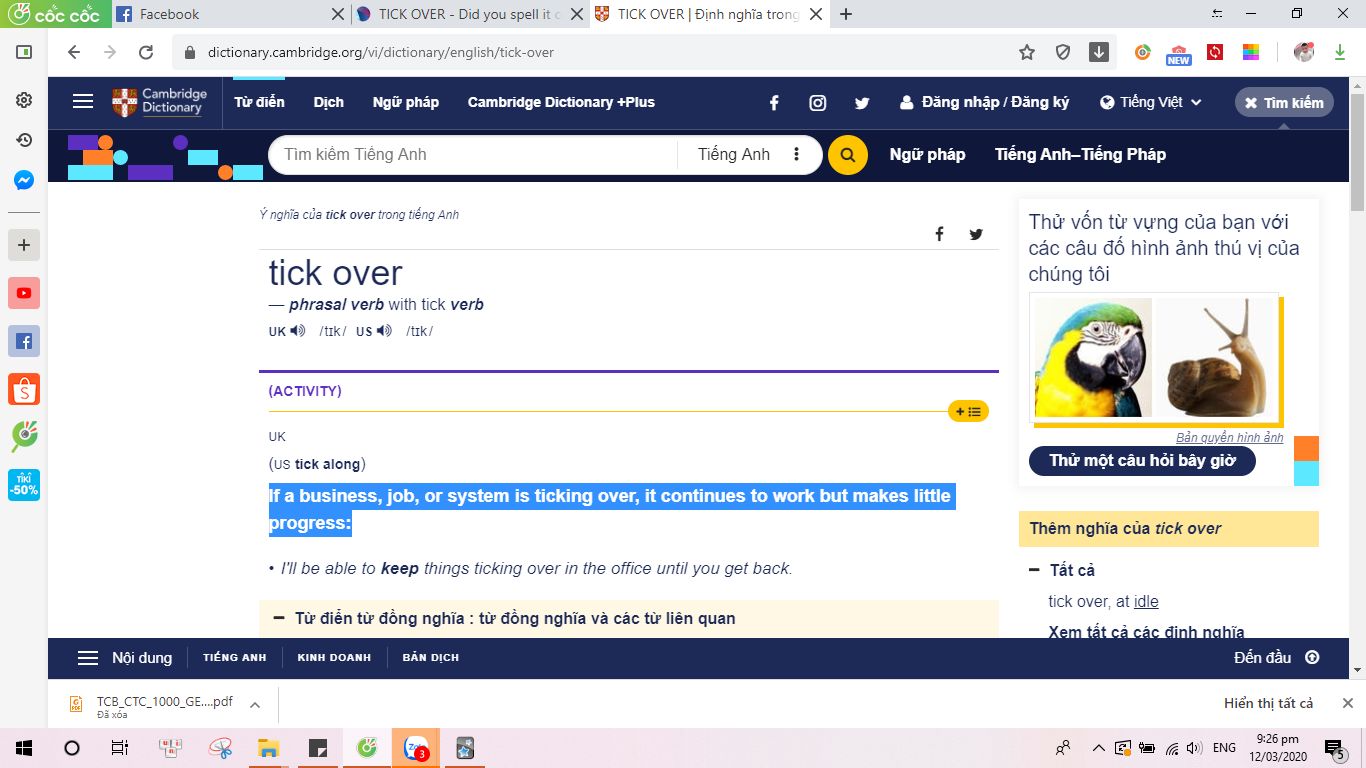 cốc cốc
Facebook
TICK OVER - Did you spell it
TICK OVER | Định nghĩa trong
dictionary.cambridge.org/vi/dictionary/english/tick-over
NEW
Cambridge Dictionary
Từ điển Dịch Ngữ pháp Cambridge Dictionary +Plus
Đăng nhập / Đăng ký
Tiếng Việt
Tìm kiếm
Tìm kiếm Tiếng Anh
Tiếng Anh
Ngữ pháp Tiếng Anh–Tiếng Pháp
Ý nghĩa của tick over trong tiếng Anh
tick over
— phrasal verb with tick verb
UK /tɪk/ US /tɪk/
(ACTIVITY)
UK
(US tick along)
If a business, job, or system is ticking over, it continues to work but makes little
progress:
• I'll be able to keep things ticking over in the office until you get back.
Từ điển từ đồng nghĩa : từ đồng nghĩa và các từ liên quan
Thử vốn từ vựng của bạn với
các câu đố hình ảnh thú vị của
chúng tôi
Bản quyền hình ảnh
Thử một câu hỏi bây giờ
Thêm nghĩa của tick over
Tất cả
tick over, at idle
Xem tất cả các định nghĩa
TIKI
-50%
Nội dung TIẾNG ANH KINH DOANH BẢN DỊCH
Đến đầu
TCB_CTC_1000_GE....pdf
Đã xóa
Hiển thị tất cả
Zalo
3
ENG
9:26 pm
12/03/2020
5